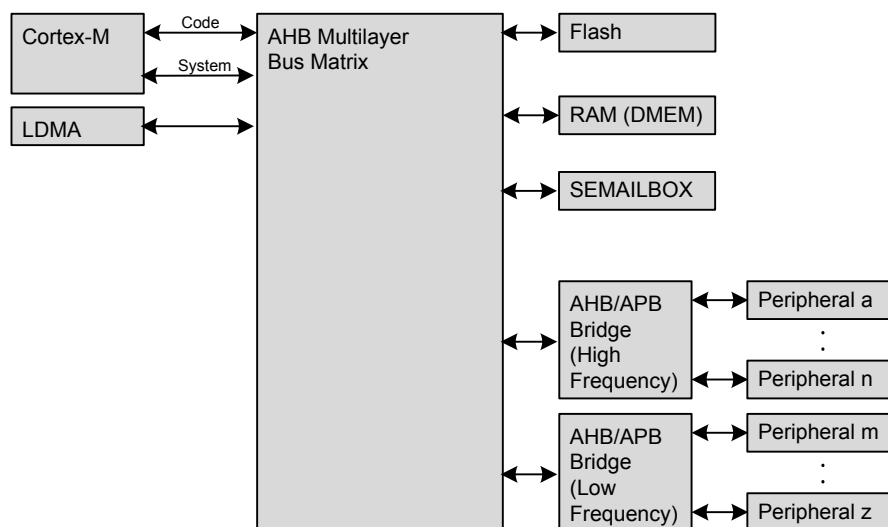 Cortex-M
Code
System
LDMA
AHB Multilayer
Bus Matrix
Flash
RAM (DMEM)
SEMAILBOX
AHB/APB
Bridge
(High
Frequency)
Peripheral a
Peripheral n
AHB/APB
Bridge
(Low
Frequency)
Peripheral m
Peripheral z